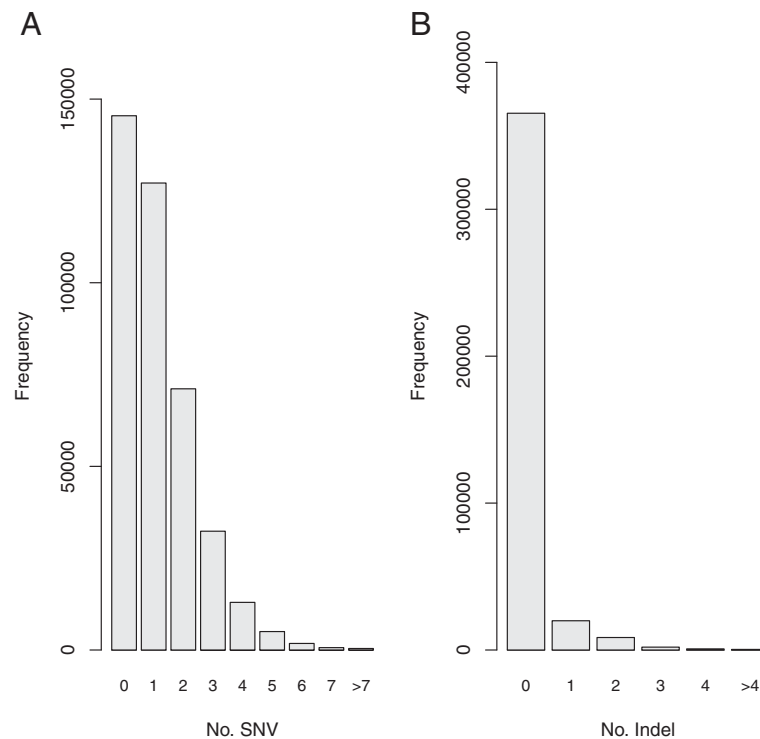 A
Frequency
150000
100000
50000
0
0 1 2 3 4 5 6 7 >7
No. SNV
B
Frequency
400000
300000
200000
100000
0
0 1 2 3 4 >4
No. Indel